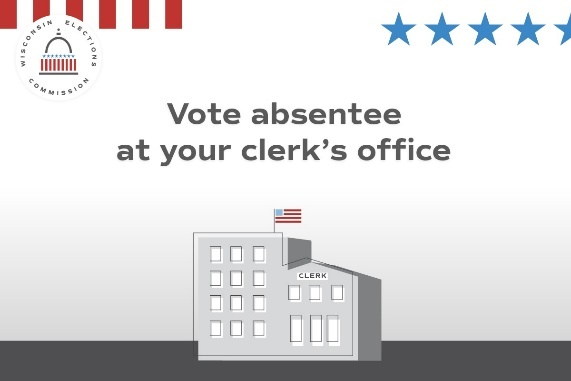 WISCONSIN ELECTIONS
COMMISSION
Vote absentee
at your clerk's office
CLERK